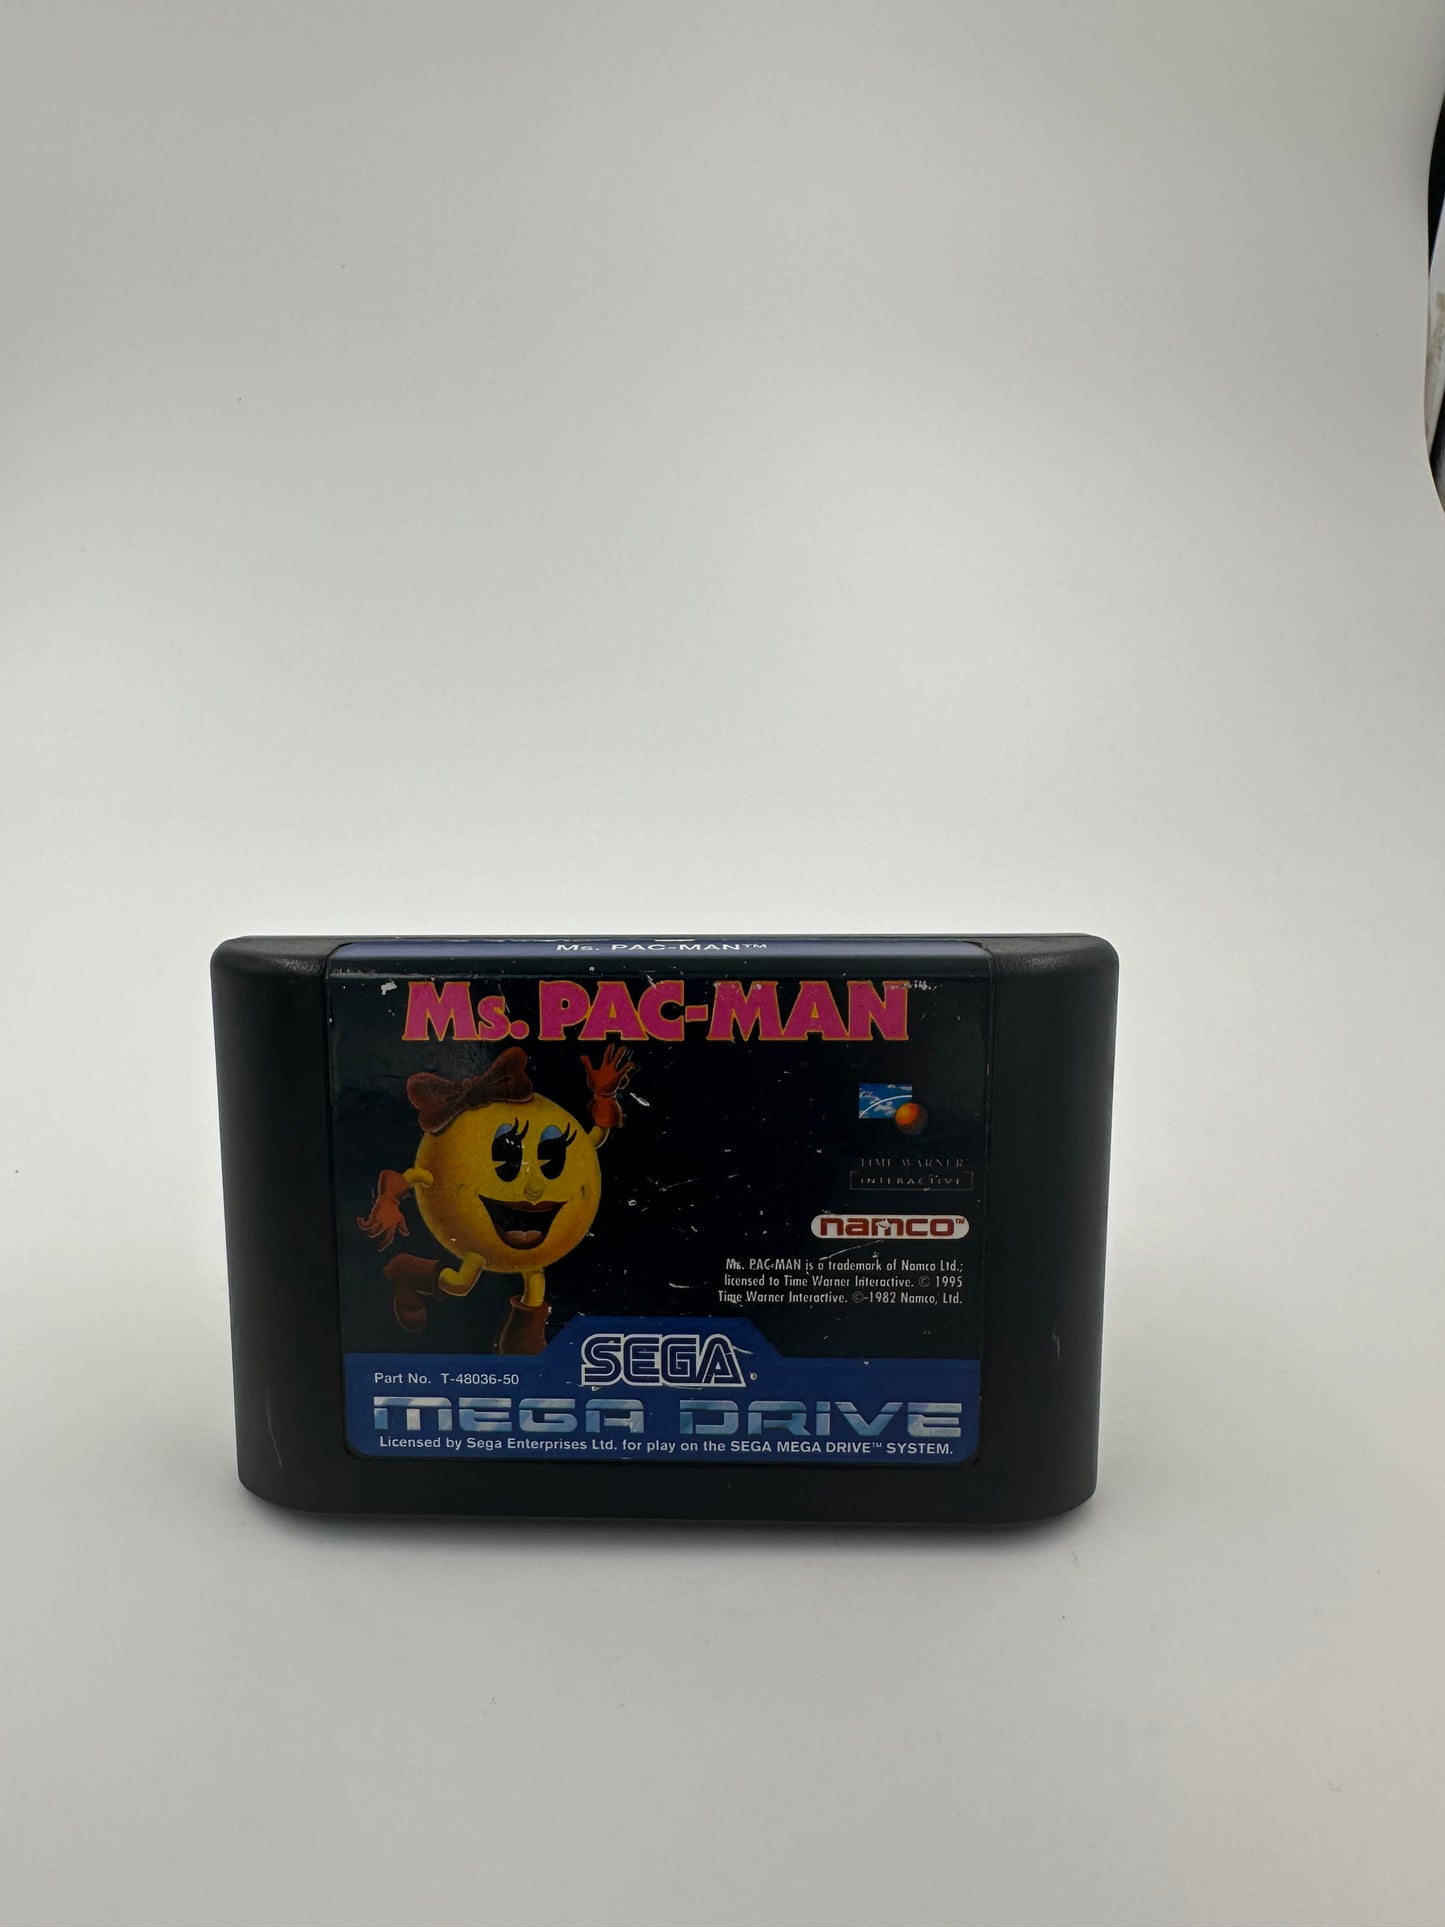 Ms. PAC-MAN™
Ms. PAC-MAN™
TIME WARNER
INTERACTIVE
namco™
Ms. PAC-MAN is a trademark of Namco Ltd.;
licensed to Time Warner Interactive. © 1995
Time Warner Interactive. © 1982 Namco, Ltd.
SEGA
Part No. T-48036-50
MEGA DRIVE
Licensed by Sega Enterprises Ltd. for play on the SEGA MEGA DRIVE™ SYSTEM.